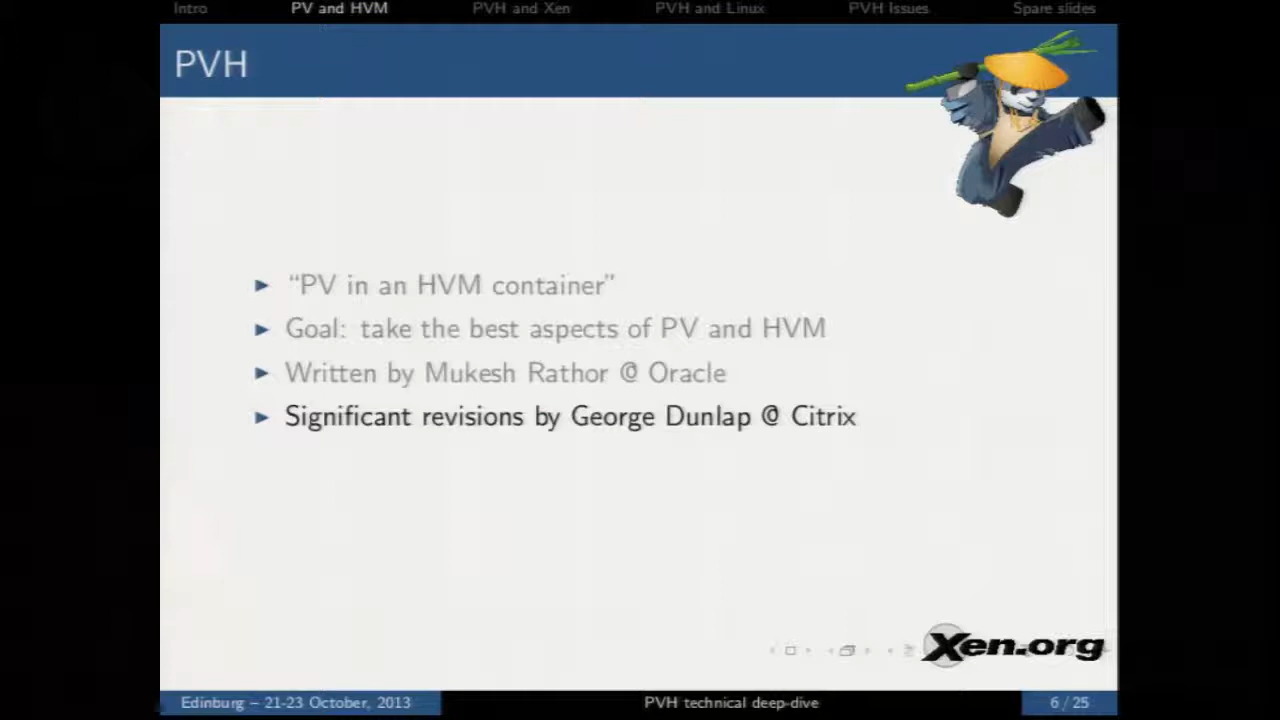 Intro PV and HVM PVH and Xen PVH and Linux PVH Issues Spare slides
PVH
“PV in an HVM container”
Goal: take the best aspects of PV and HVM
Written by Mukesh Rathor @ Oracle
Significant revisions by George Dunlap @ Citrix
Xen.org
Edinburgh – 21-23 October, 2013 PVH technical deep-dive 6 / 25